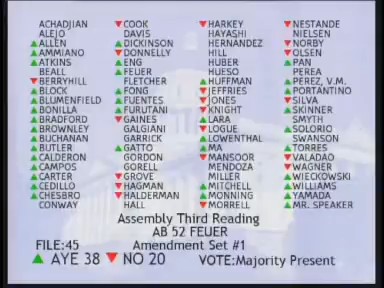 ACHADJIAN COOK HARKEY NESTANDE
ALEJO DAVIS HAYASHI NIELSEN
ALLEN DICKINSON HERNANDEZ NORBY
AMMIANO DONNELLY HILL OLSEN
ATKINS ENG HUBER PAN
BEALL FEUER HUESO PEREA
BERRYHILL FLETCHER HUFFMAN PEREZ, V.M.
BLOCK FONG JEFFRIES PORTANTINO
BLUMENFIELD FUENTES JONES SILVA
BONILLA FURUTANI KNIGHT SKINNER
BRADFORD GAINES LARA SMYTH
BROWNLEY GALGIANI LOGUE SOLORIO
BUCHANAN GARRICK LOWENTHAL SWANSON
BUTLER GATTO MA TORRES
CALDERON GORDON MANSOOR VALADAO
CAMPOS GORELL MENDOZA WAGNER
CARTER GROVE MILLER WIECKOWSKI
CEDILLO HAGMAN MITCHELL WILLIAMS
CHESBRO HALDERMAN MONNING YAMADA
CONWAY HALL MORRELL MR. SPEAKER
Assembly Third Reading
AB 52 FEUER
FILE:45 Amendment Set #1
AYE 38 NO 20 VOTE:Majority Present